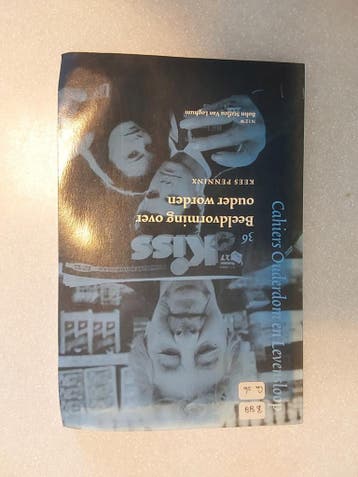 Cahiers Ouderdom en Levensloop
36
Beeldvorming over
ouder worden
KEES PENNINX
NIZW
Bohn Stafleu Van Loghum
Kiss